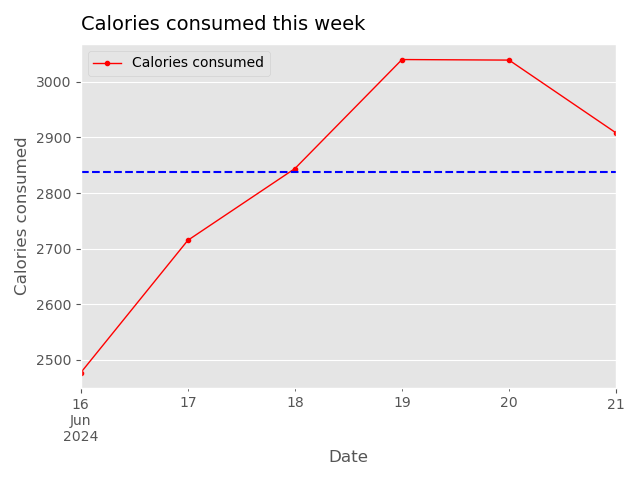 Calories consumed this week
Calories consumed
3000
2900
2800
2700
2600
2500
Calories consumed
16
Jun
2024
17
18
19
20
21
Date